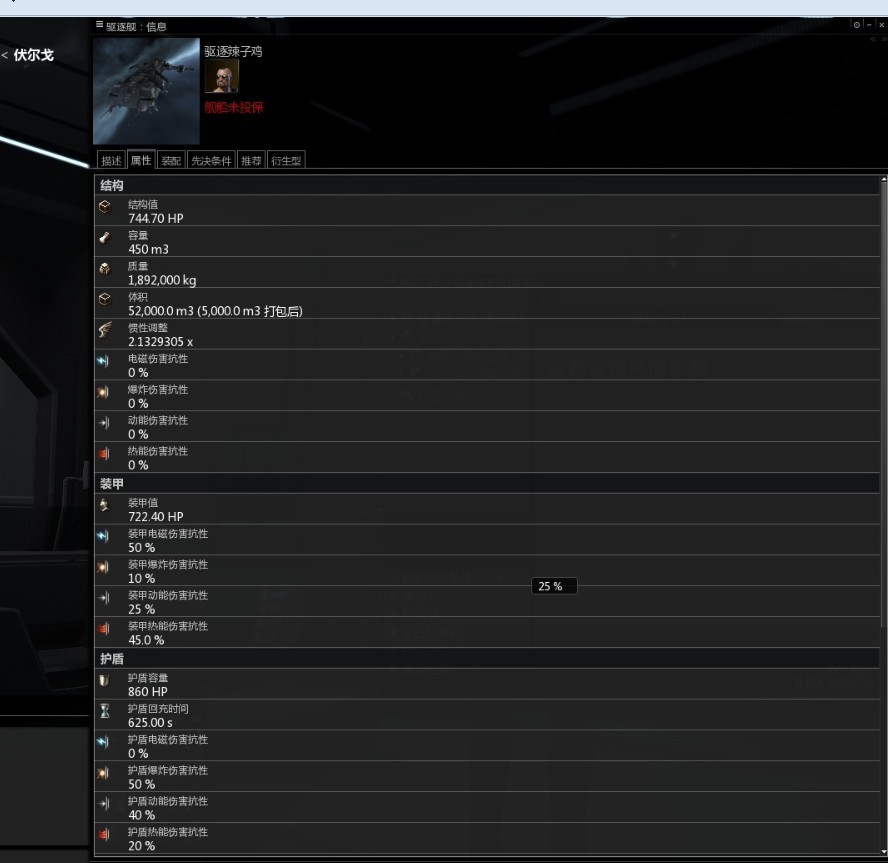 驱逐舰：信息
< 伏尔戈
驱逐辣子鸡
舰船未投保
描述 属性 装配 先决条件 推荐 衍生型
结构
结构值
744.70 HP
容量
450 m3
质量
1,892,000 kg
体积
52,000.0 m3 (5,000.0 m3 打包后)
惯性调整
2.1329305 x
电磁伤害抗性
0 %
爆炸伤害抗性
0 %
动能伤害抗性
0 %
热能伤害抗性
0 %
装甲
装甲值
722.40 HP
装甲电磁伤害抗性
50 %
装甲爆炸伤害抗性
10 %
25 %
装甲动能伤害抗性
25 %
装甲热能伤害抗性
45.0 %
护盾
护盾容量
860 HP
护盾回充时间
625.00 s
护盾电磁伤害抗性
0 %
护盾爆炸伤害抗性
50 %
护盾动能伤害抗性
40 %
护盾热能伤害抗性
20 %